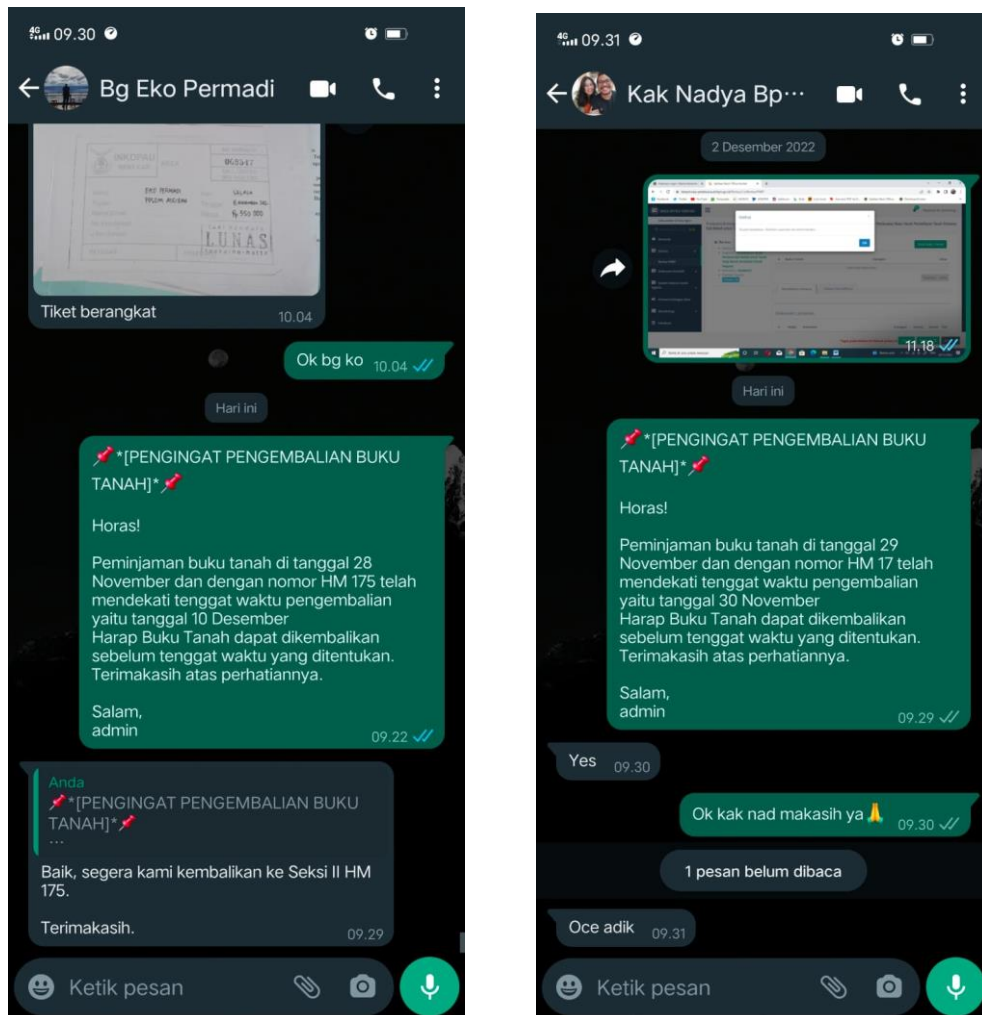 4G 09.30
Bg Eko Permadi
LUNAS
Tiket berangkat
10.04
Ok bg ko 10.04
Hari ini
📌*[PENGINGAT PENGEMBALIAN BUKU
TANAH]*📌
Horas!
Peminjaman buku tanah di tanggal 28
November dan dengan nomor HM 175 telah
mendekati tenggat waktu pengembalian
yaitu tanggal 10 Desember
Harap Buku Tanah dapat dikembalikan
sebelum tenggat waktu yang ditentukan.
Terimakasih atas perhatiannya.
Salam,
admin
09.22
Anda
📌*[PENGINGAT PENGEMBALIAN BUKU
TANAH]*📌
...
Baik, segera kami kembalikan ke Seksi II HM
175.
Terimakasih.
09.29
Ketik pesan
4G 09.31
Kak Nadya Bp...
2 Desember 2022
11.18
Hari ini
📌*[PENGINGAT PENGEMBALIAN BUKU
TANAH]*📌
Horas!
Peminjaman buku tanah di tanggal 29
November dan dengan nomor HM 17 telah
mendekati tenggat waktu pengembalian
yaitu tanggal 30 November
Harap Buku Tanah dapat dikembalikan
sebelum tenggat waktu yang ditentukan.
Terimakasih atas perhatiannya.
Salam,
admin
09.29
Yes 09.30
Ok kak nad makasih ya🙏 09.30
1 pesan belum dibaca
Oce adik 09.31
Ketik pesan